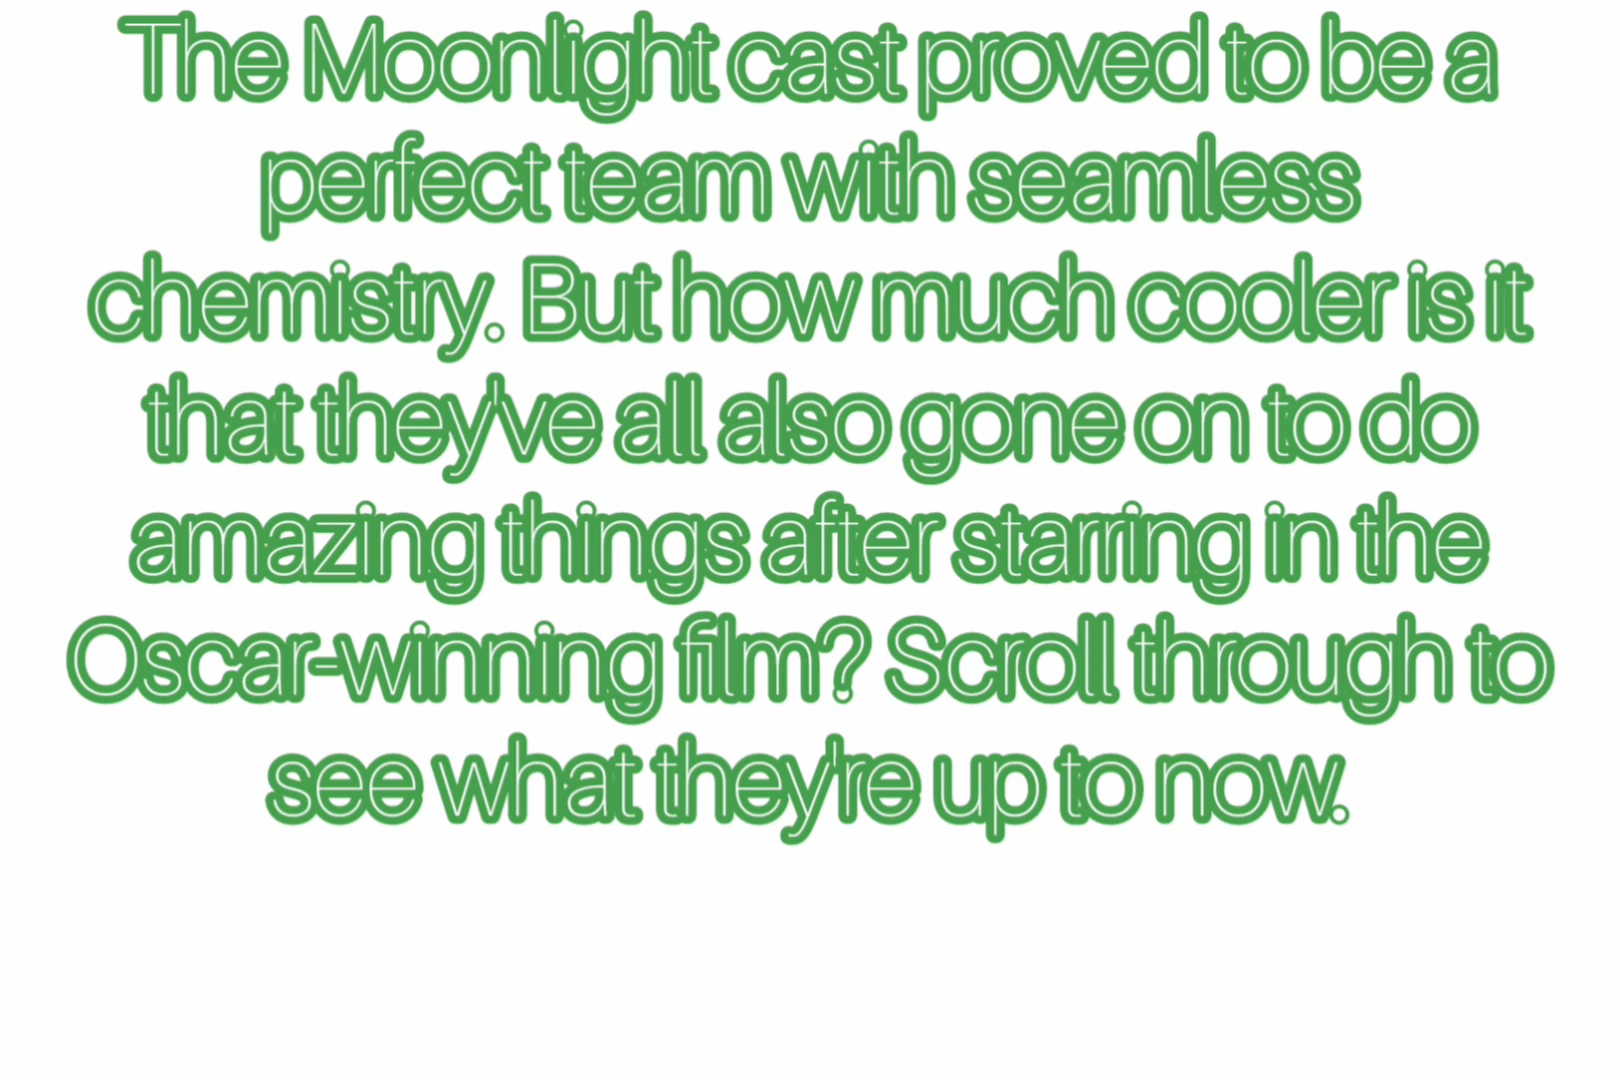 The Moonlight cast proved to be a
perfect team with seamless
chemistry. But how much cooler is it
that they've all also gone on to do
amazing things after starring in the
Oscar-winning film? Scroll through to
see what they're up to now.